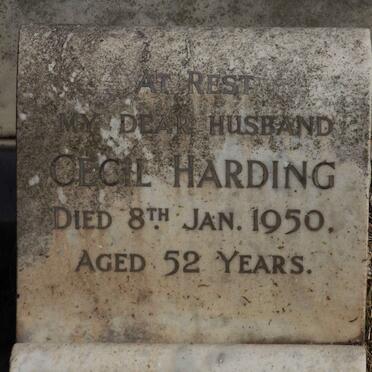 AT REST
MY DEAR HUSBAND
CECIL HARDING
DIED 8TH JAN. 1950.
AGED 52 YEARS.